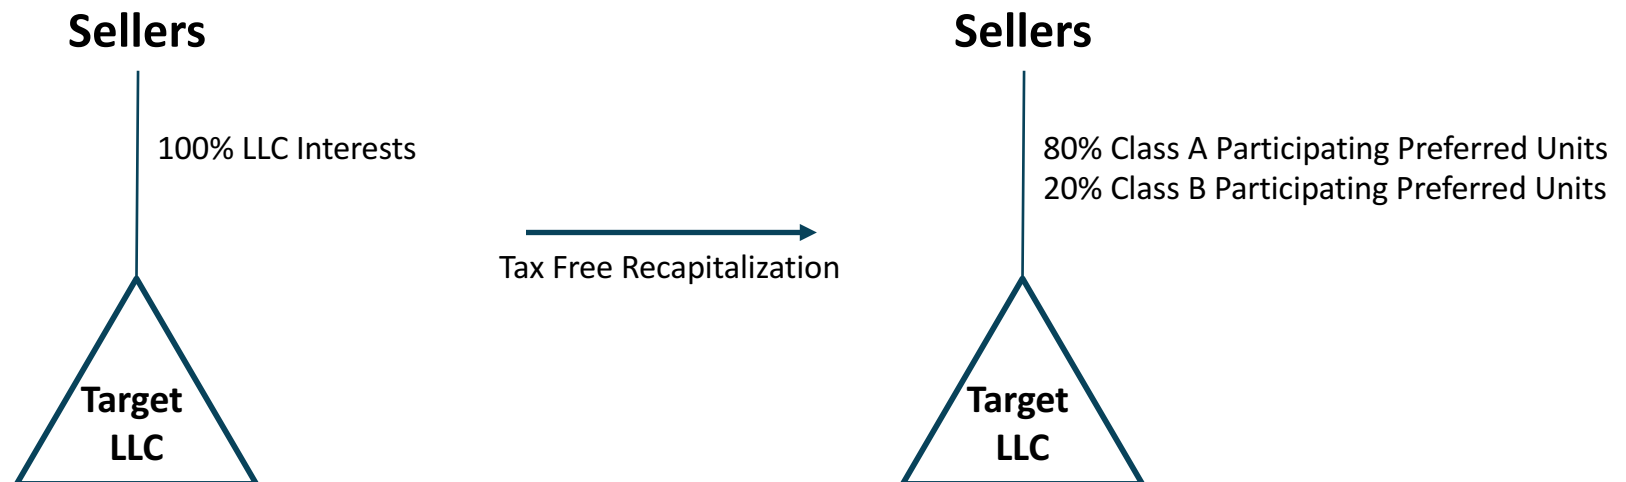 Sellers
100% LLC Interests
Target
LLC
Tax Free Recapitalization
Sellers
80% Class A Participating Preferred Units
20% Class B Participating Preferred Units
Target
LLC